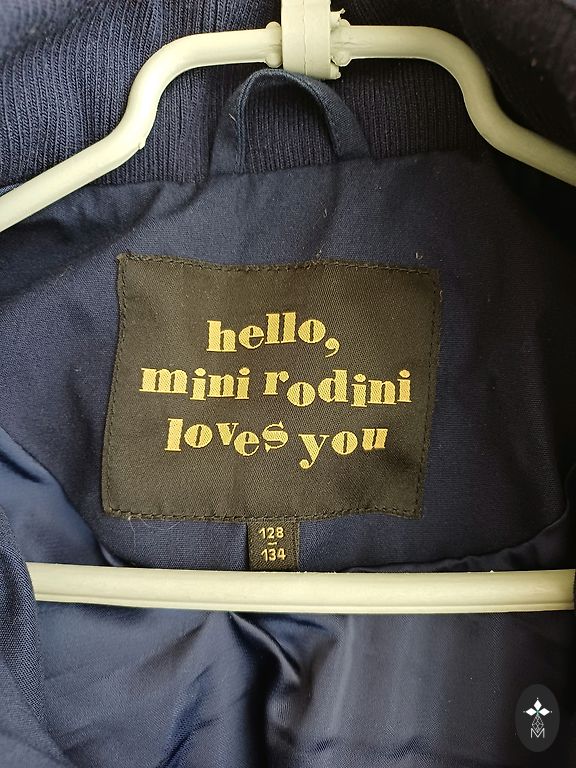 hello,
mini rodini
loves you
128
134